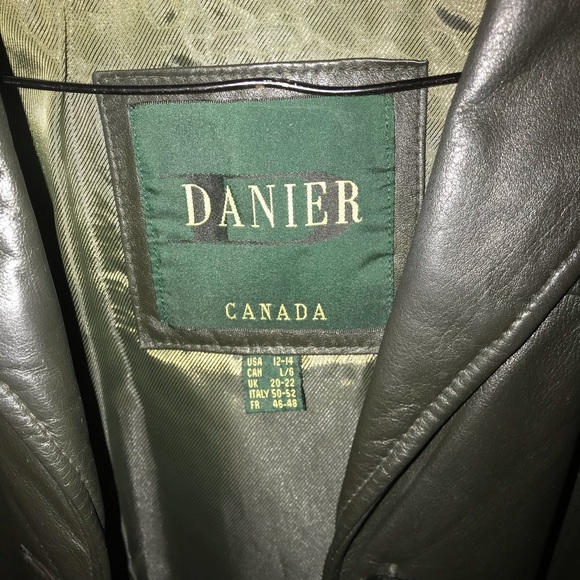 DANIER
CANADA
USA 12-14
CAN L/G
UK 20-22
ITALY 50-52
FR 46-48